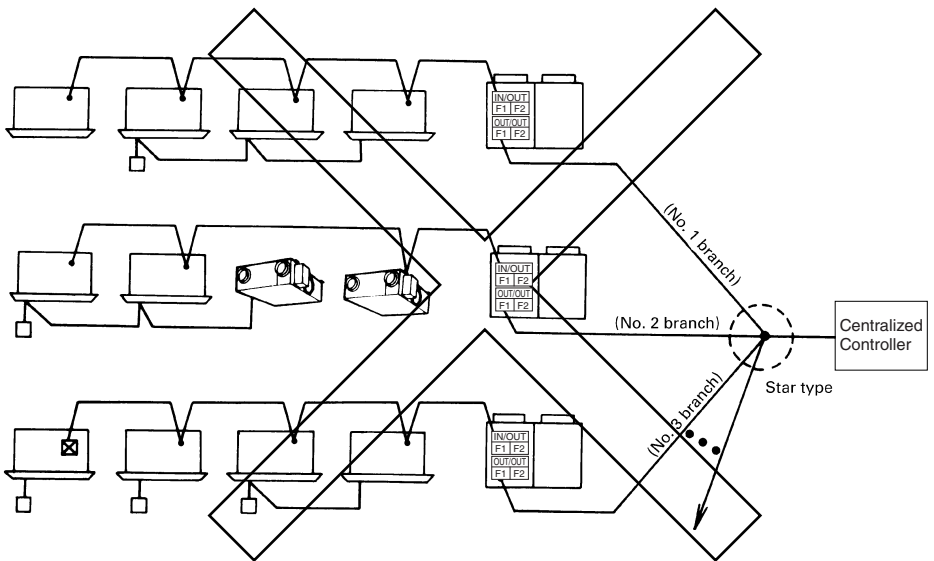 IN/OUT
F1 F2
OUT/OUT
F1 F2
(No. 1 branch)
IN/OUT
F1 F2
OUT/OUT
F1 F2
(No. 2 branch)
Centralized
Controller
Star type
(No. 3 branch)
IN/OUT
F1 F2
OUT/OUT
F1 F2